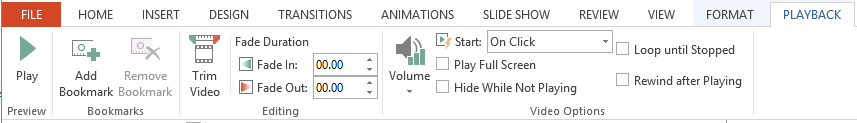 FILE HOME INSERT DESIGN TRANSITIONS ANIMATIONS SLIDE SHOW REVIEW VIEW FORMAT PLAYBACK
Play
Preview
Add
Bookmark
Remove
Bookmark
Bookmarks
Trim
Video
Fade Duration
Fade In: 00.00
Fade Out: 00.00
Editing
Volume
Start: On Click
Play Full Screen
Hide While Not Playing
Loop until Stopped
Rewind after Playing
Video Options